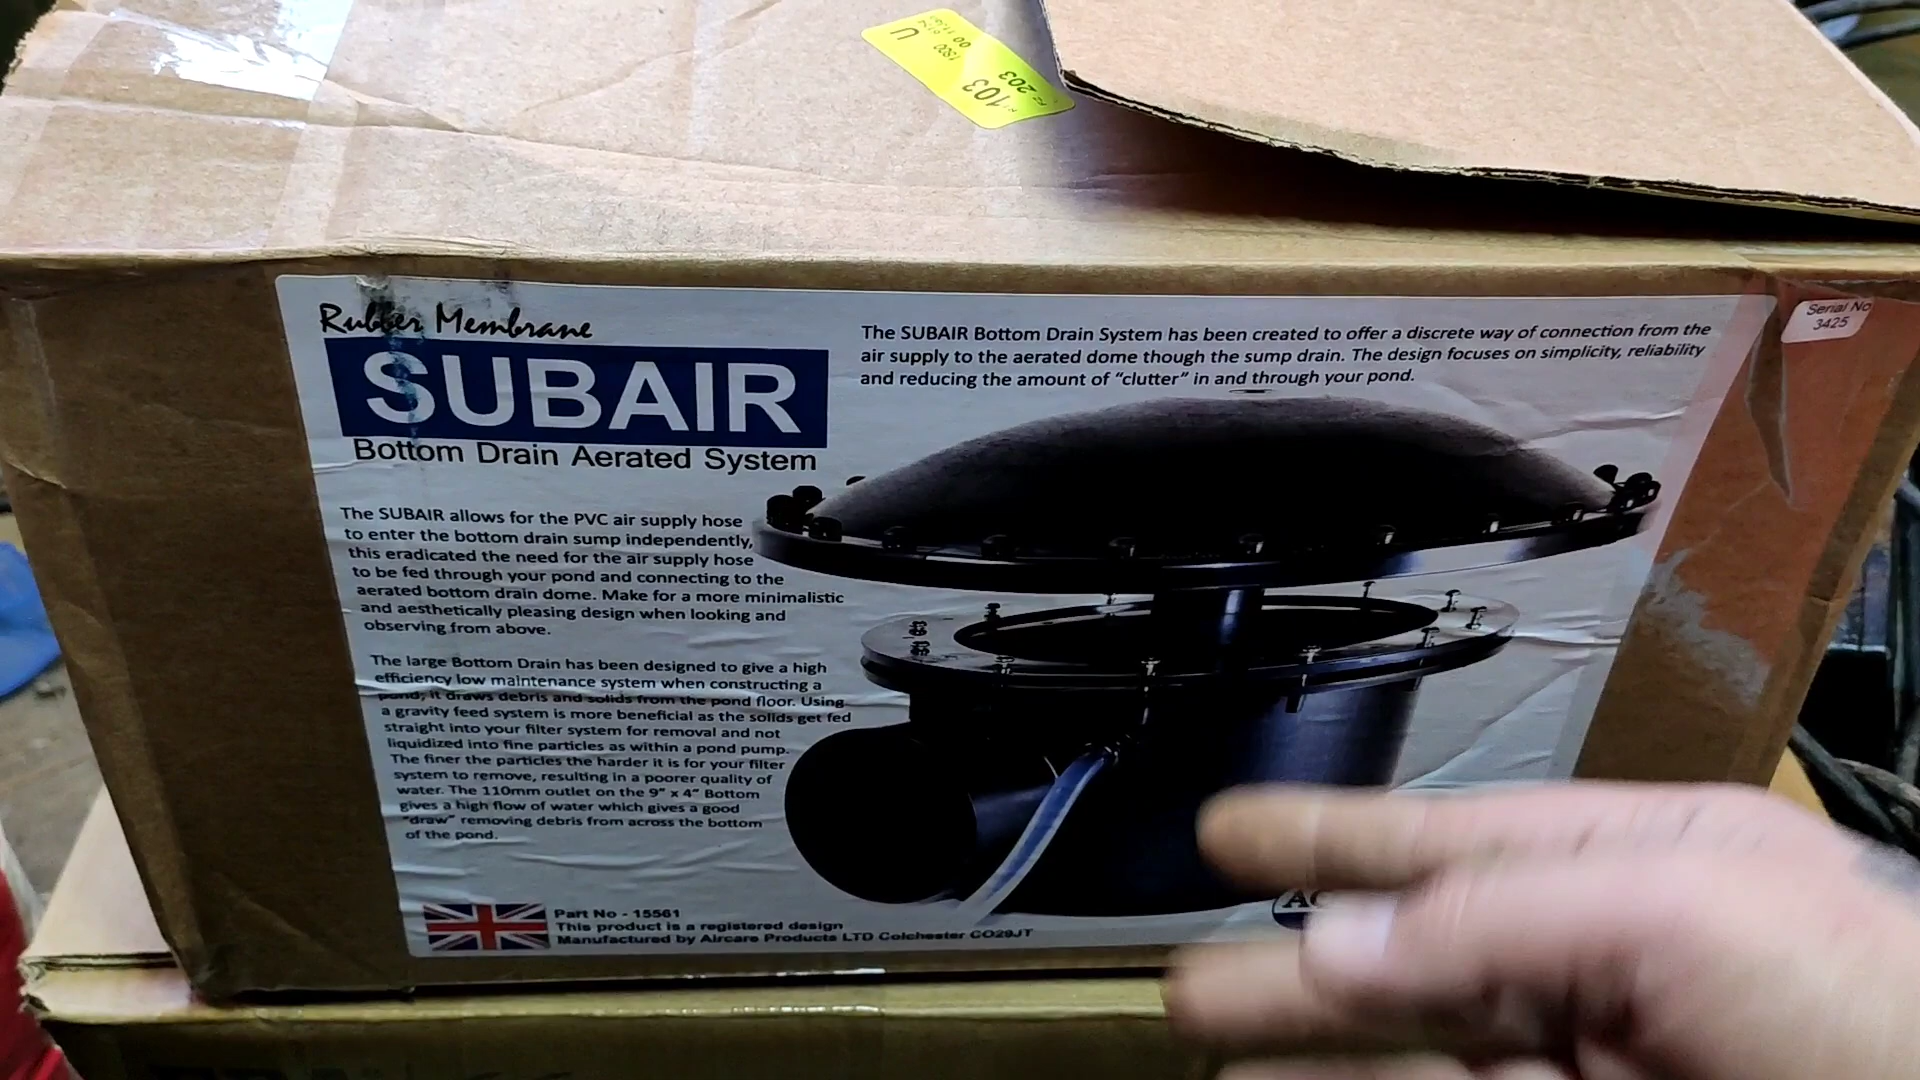 103
203
U
Serial No
3425
Rubber Membrane
SUBAIR
Bottom Drain Aerated System
The SUBAIR Bottom Drain System has been created to offer a discrete way of connection from the
air supply to the aerated dome though the sump drain. The design focuses on simplicity, reliability
and reducing the amount of “clutter” in and through your pond.
The SUBAIR allows for the PVC air supply hose
to enter the bottom drain sump independently,
this eradicated the need for the air supply hose
to be fed through your pond and connecting to the
aerated bottom drain dome. Make for a more minimalistic
and aesthetically pleasing design when looking and
observing from above.
The large Bottom Drain has been designed to give a high
efficiency low maintenance system when constructing a
pond, it draws debris and solids from the pond floor. Using
a gravity feed system is more beneficial as the solids get fed
straight into your filter system for removal and not
liquidized into fine particles as within a pond pump.
The finer the particles the harder it is for your filter
system to remove, resulting in a poorer quality of
water. The 110mm outlet on the 9” x 4” Bottom
gives a high flow of water which gives a good
“draw” removing debris from across the bottom
of the pond.
Part No - 15561
This product is a registered design
Manufactured by Aircare Products LTD Colchester CO28JT